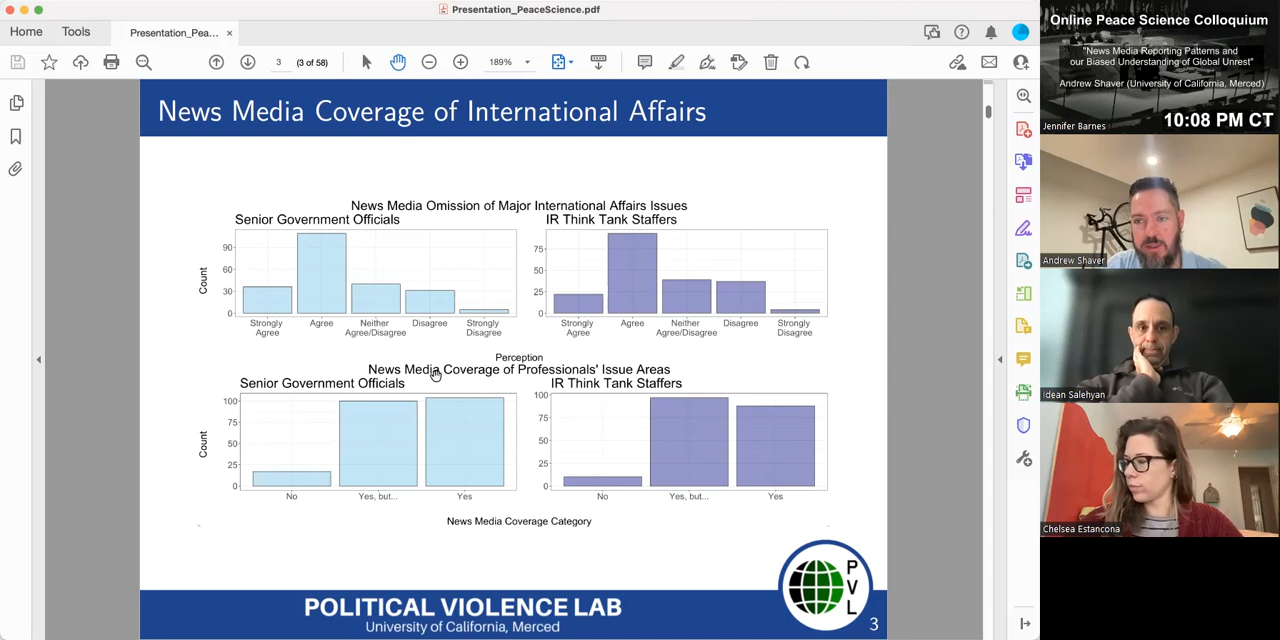 Presentation_PeaceScience.pdf
Home
Tools
Presentation_Pea...
×
3
(3 of 58)
189%
News Media Coverage of International Affairs
News Media Omission of Major International Affairs Issues
Senior Government Officials
IR Think Tank Staffers
Count
90
60
30
0
75
50
25
0
Strongly Agree
Agree
Neither Agree/Disagree
Disagree
Strongly Disagree
Strongly Agree
Agree
Neither Agree/Disagree
Disagree
Strongly Disagree
Perception
News Media Coverage of Professionals' Issue Areas
Senior Government Officials
IR Think Tank Staffers
Count
100
75
50
25
0
100
75
50
25
0
No
Yes, but...
Yes
No
Yes, but...
Yes
News Media Coverage Category
POLITICAL VIOLENCE LAB
University of California, Merced
P
V
L
3
Online Peace Science Colloquium
"News Media Reporting Patterns and
our Biased Understanding of Global Unrest"
Andrew Shaver (University of California, Merced)
10:08 PM CT
Jennifer Barnes
Andrew Shaver
Idean Salehyan
Chelsea Estancona